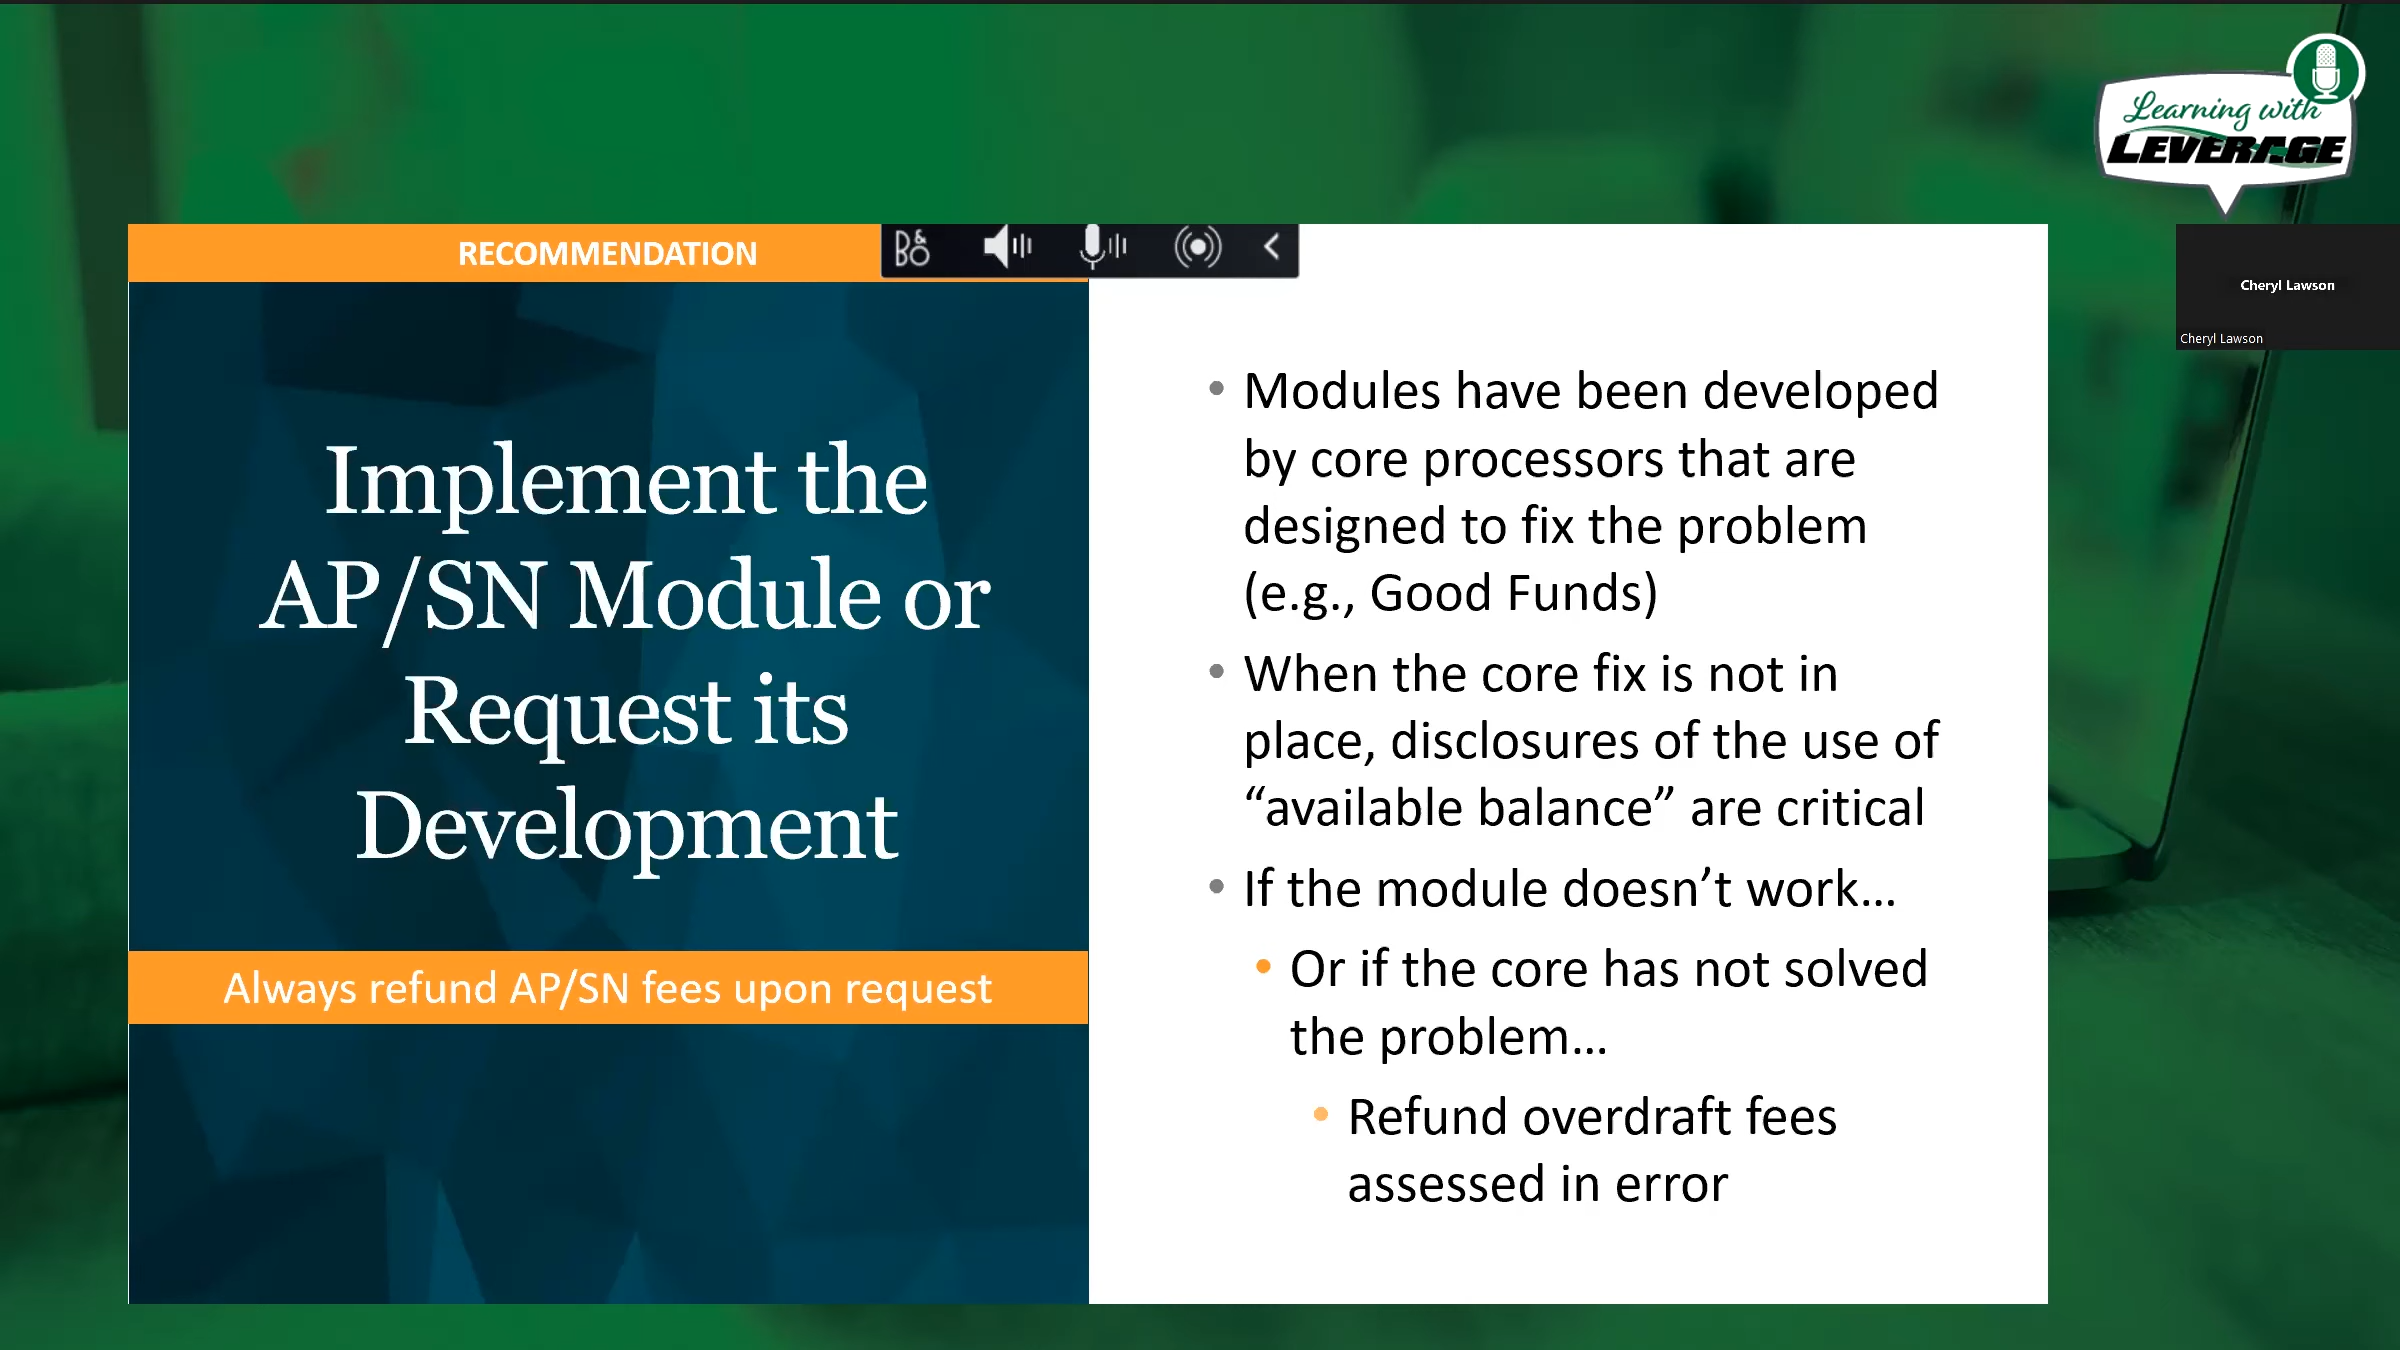 Learning with
LEVERAGE
RECOMMENDATION
B&O
Cheryl Lawson
Cheryl Lawson
Implement the
AP/SN Module or
Request its
Development
Always refund AP/SN fees upon request
• Modules have been developed
by core processors that are
designed to fix the problem
(e.g., Good Funds)
• When the core fix is not in
place, disclosures of the use of
“available balance” are critical
• If the module doesn’t work…
• Or if the core has not solved
the problem…
• Refund overdraft fees
assessed in error